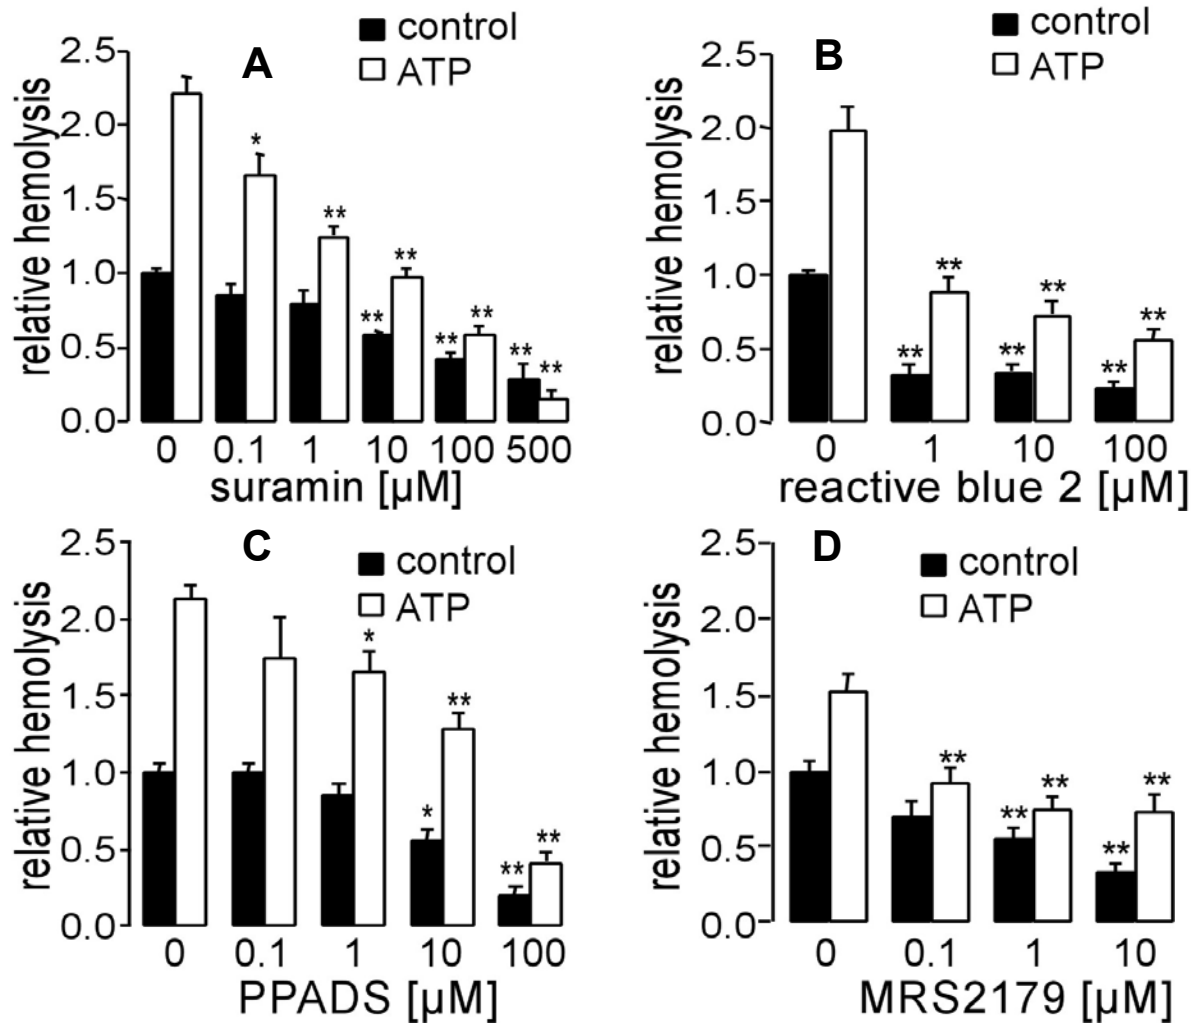 A
control
ATP
2.5
2.0
1.5
1.0
0.5
0.0
relative hemolysis
*
**
**
**
**
**
**
**
0 0.1 1 10 100 500
suramin [µM]
B
control
ATP
2.5
2.0
1.5
1.0
0.5
0.0
relative hemolysis
**
**
**
**
**
**
0 1 10 100
reactive blue 2 [µM]
C
control
ATP
2.5
2.0
1.5
1.0
0.5
0.0
relative hemolysis
*
**
*
**
**
0 0.1 1 10 100
PPADS [µM]
D
control
ATP
2.5
2.0
1.5
1.0
0.5
0.0
relative hemolysis
**
**
**
**
**
0 0.1 1 10
MRS2179 [µM]